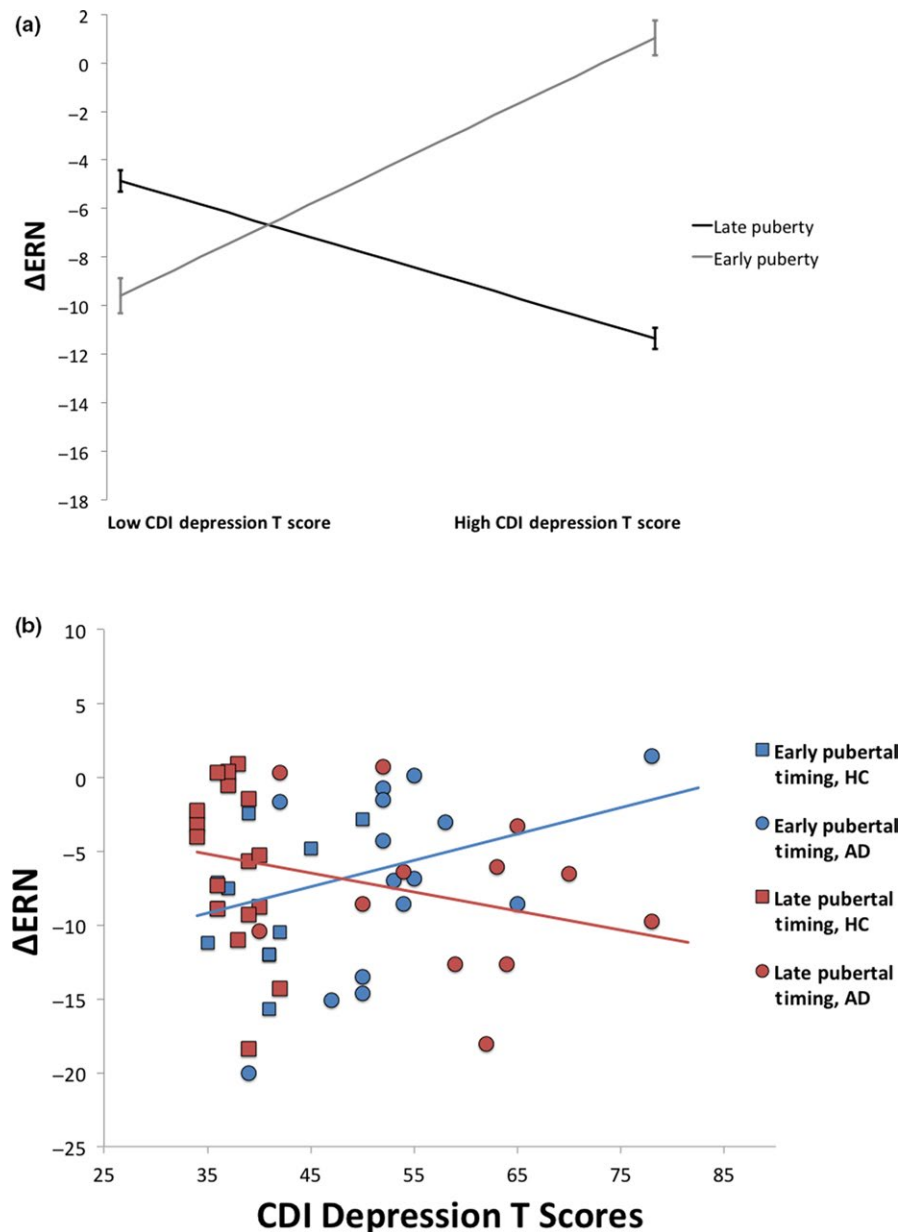 (a)
2
0
−2
−4
−6
−8
−10
−12
−14
−16
−18
ΔERN
Late puberty
Early puberty
Low CDI depression T score High CDI depression T score
(b)
10
5
0
−5
−10
−15
−20
−25
ΔERN
25 35 45 55 65 75 85
CDI Depression T Scores
Early pubertal
timing, HC
Early pubertal
timing, AD
Late pubertal
timing, HC
Late pubertal
timing, AD